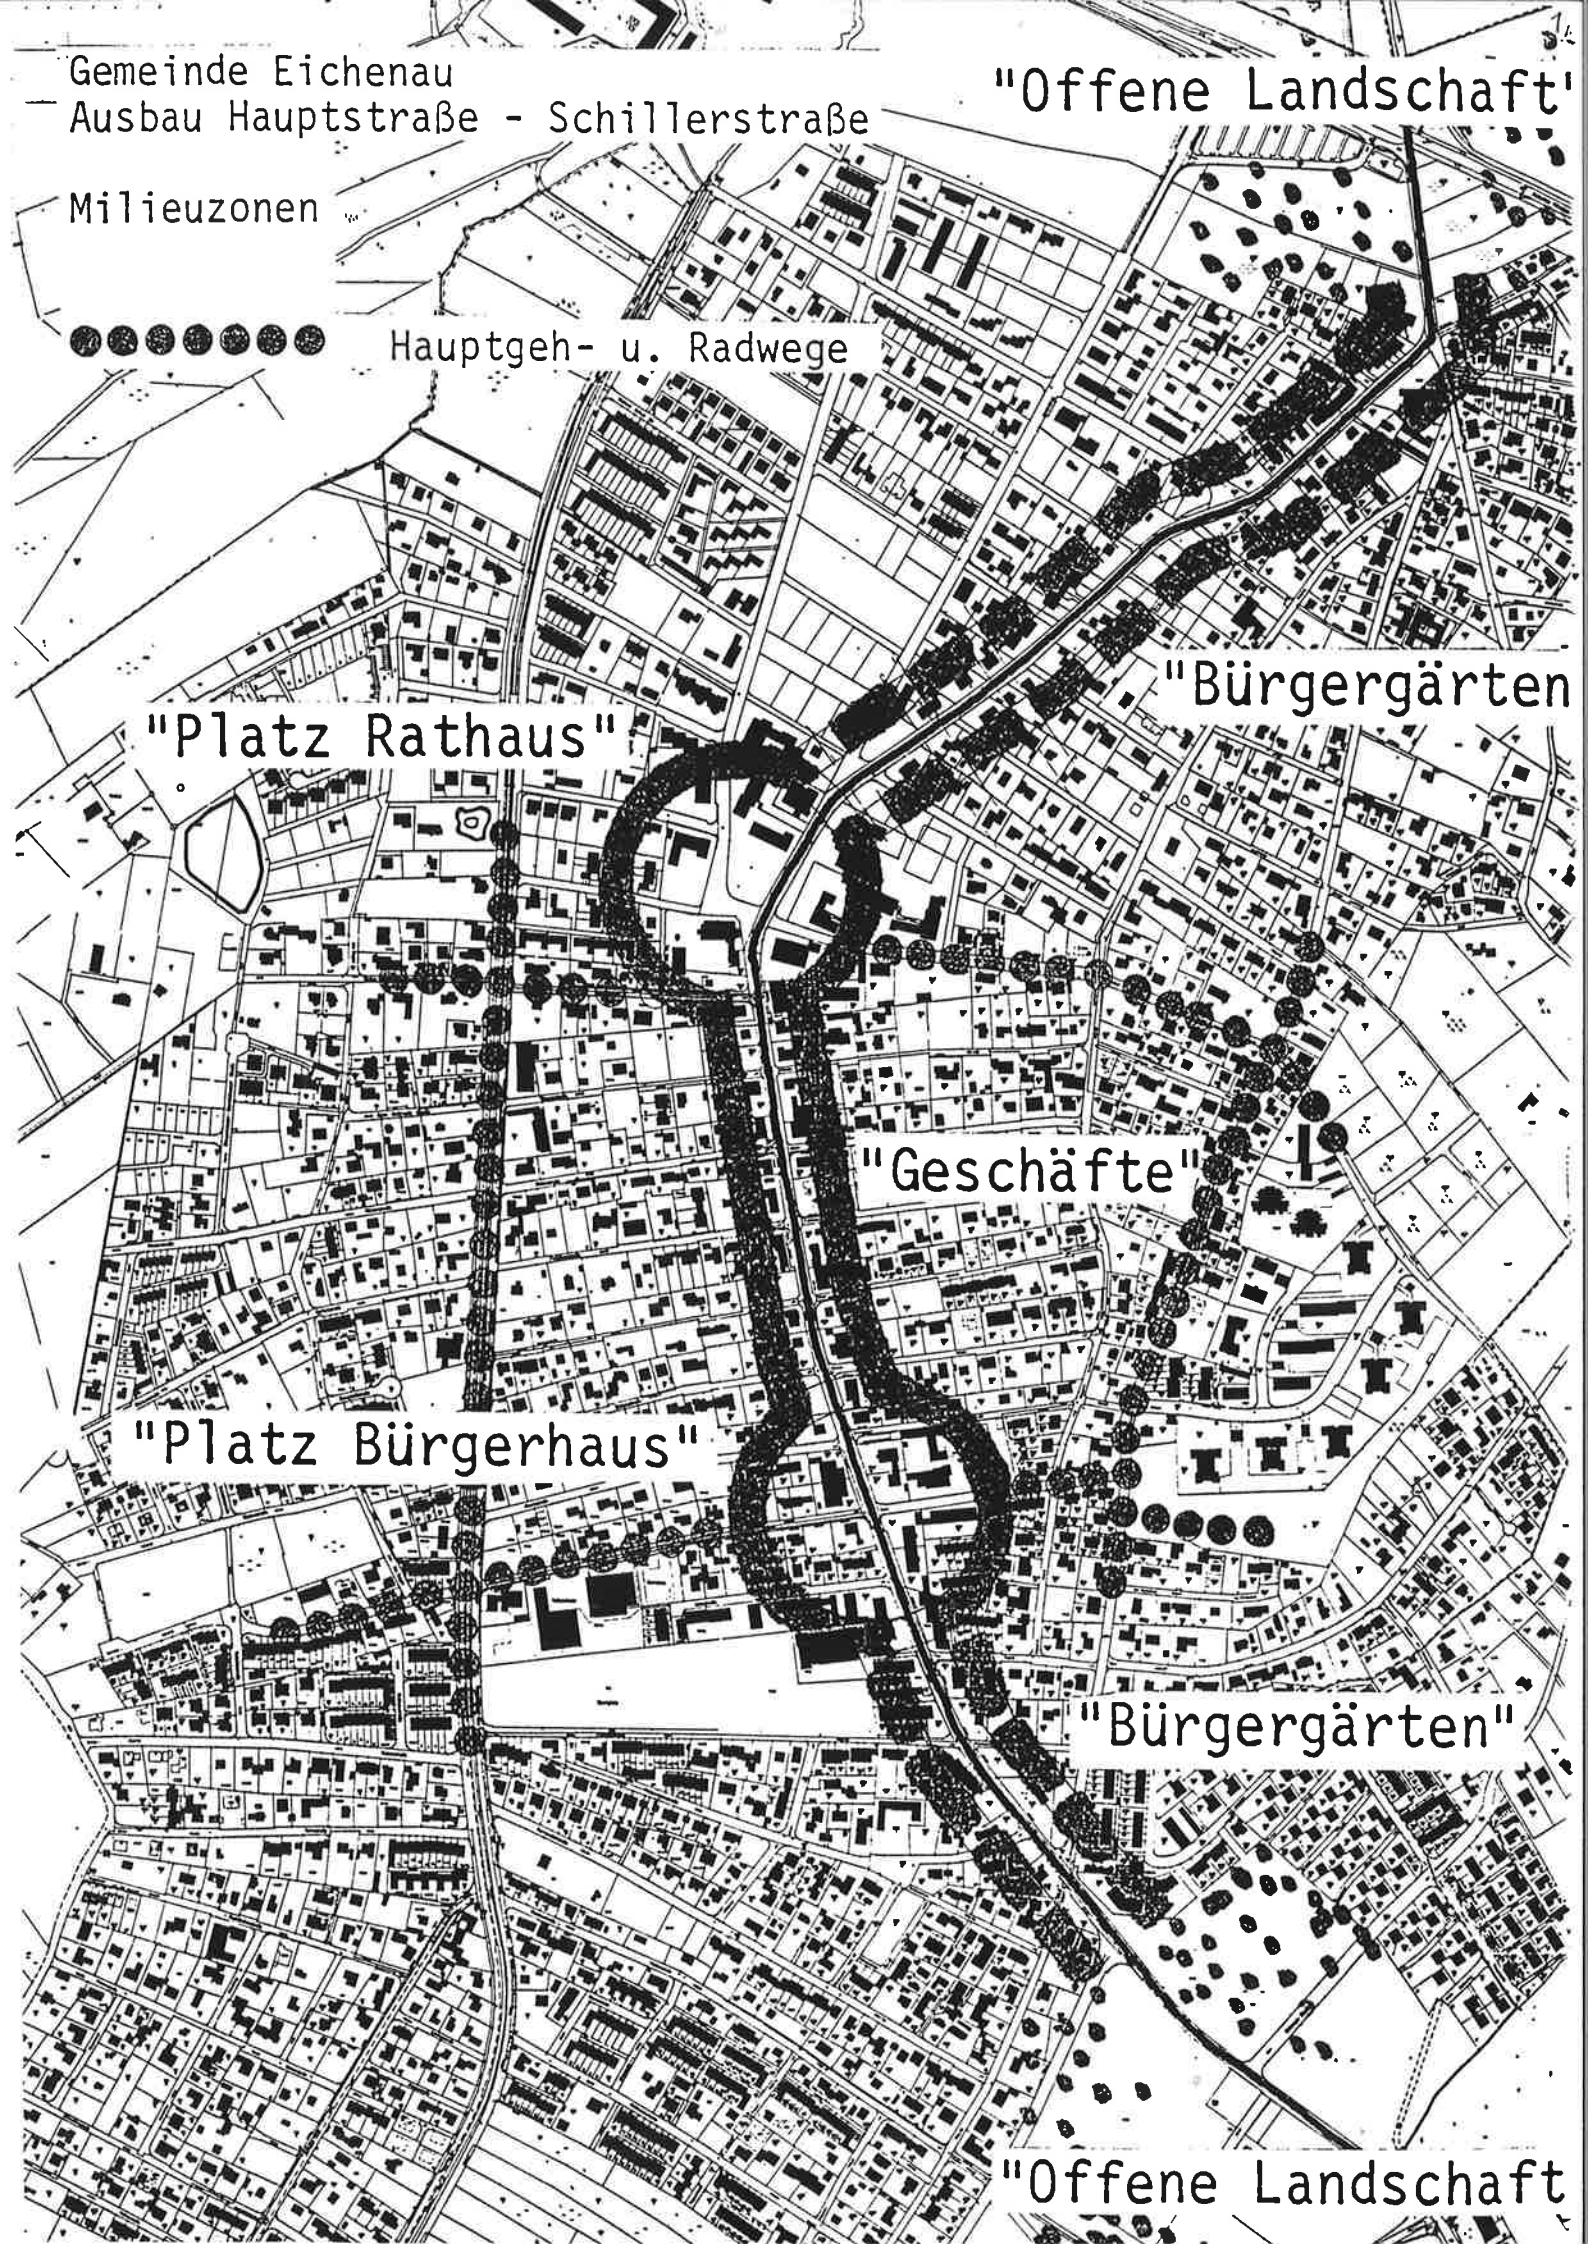 Gemeinde Eichenau
Ausbau Hauptstraße - Schillerstraße
"Offene Landschaft"
Milieuzonen
Hauptgeh- u. Radwege
"Bürgergärten
"Platz Rathaus"
"Geschäfte"
"Platz Bürgerhaus"
"Bürgergärten"
"Offene Landschaft